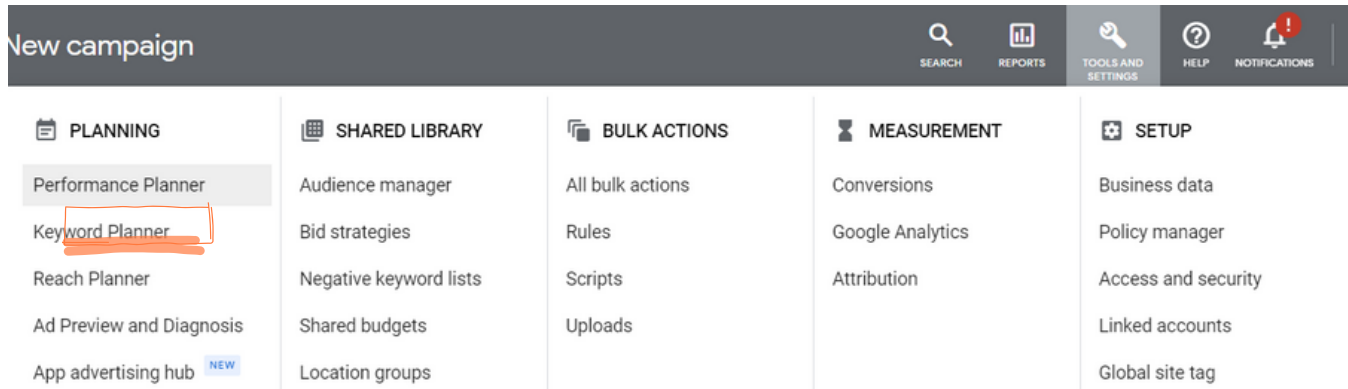 New campaign
SEARCH
REPORTS
TOOLS AND
SETTINGS
HELP
!
NOTIFICATIONS
PLANNING
Performance Planner
Keyword Planner
Reach Planner
Ad Preview and Diagnosis
App advertising hub NEW
SHARED LIBRARY
Audience manager
Bid strategies
Negative keyword lists
Shared budgets
Location groups
BULK ACTIONS
All bulk actions
Rules
Scripts
Uploads
MEASUREMENT
Conversions
Google Analytics
Attribution
SETUP
Business data
Policy manager
Access and security
Linked accounts
Global site tag